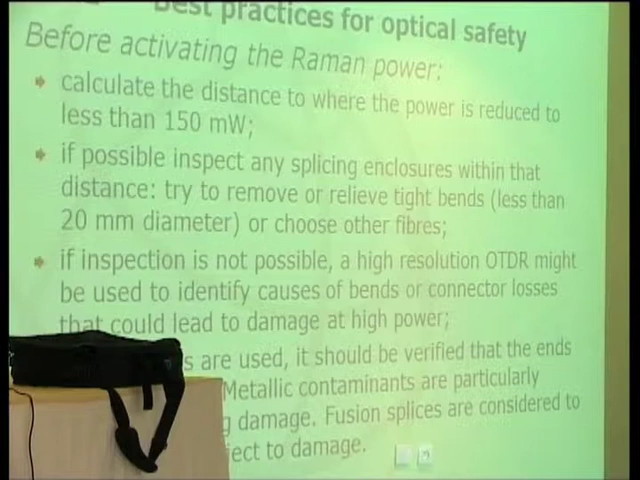 Best practices for optical safety
Before activating the Raman power:
calculate the distance to where the power is reduced to
less than 150 mW;
if possible inspect any splicing enclosures within that
distance: try to remove or relieve tight bends (less than
20 mm diameter) or choose other fibres;
if inspection is not possible, a high resolution OTDR might
be used to identify causes of bends or connector losses
that could lead to damage at high power;
are used, it should be verified that the ends
Metallic contaminants are particularly
damage. Fusion splices are considered to
to damage.